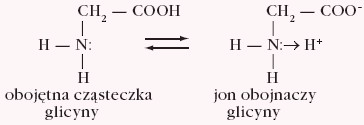 CH₂ — COOH
CH₂ — COO⁻
H — N:
H — N:→ H⁺
H
H
obojętna cząsteczka
glicyny
jon obojnaczy
glicyny